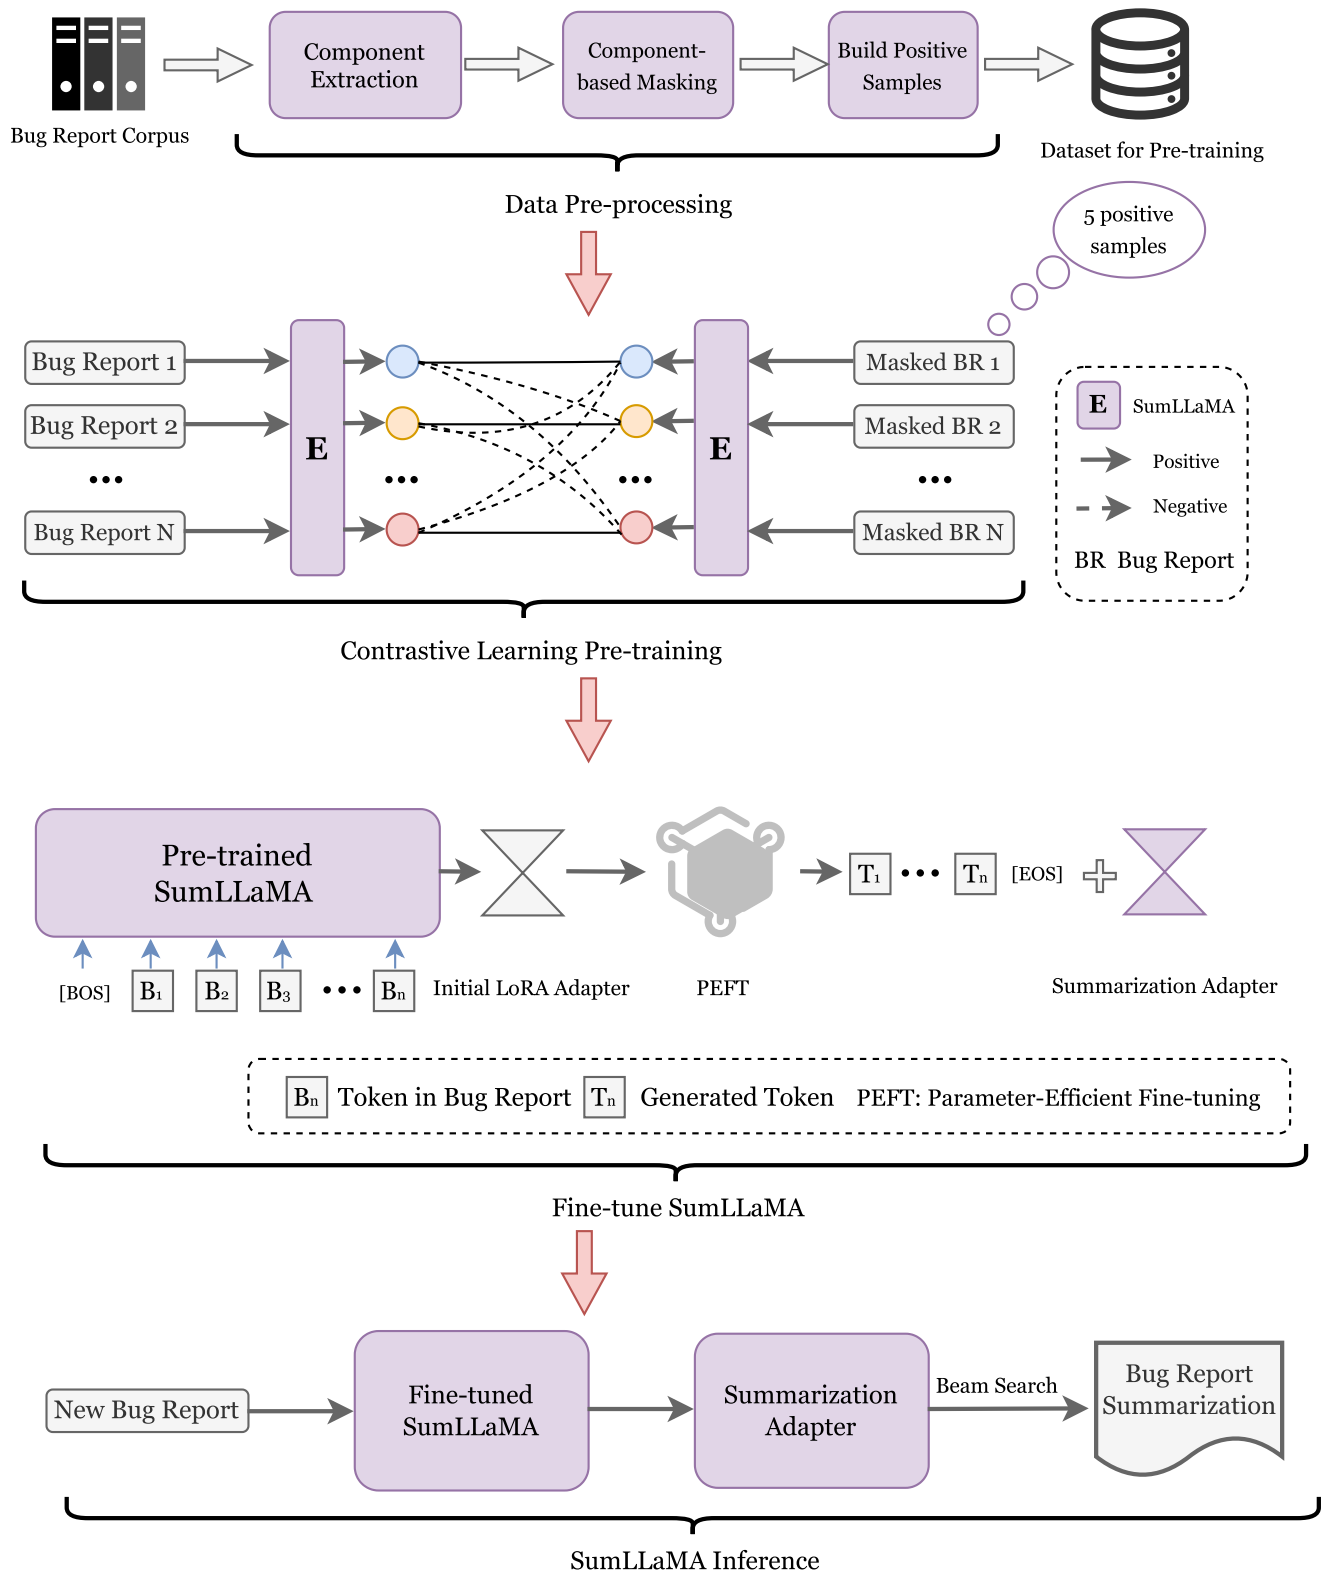 Bug Report Corpus
Component
Extraction
Component-
based Masking
Build Positive
Samples
Dataset for Pre-training
Data Pre-processing
5 positive
samples
Bug Report 1
Bug Report 2
...
Bug Report N
E
...
...
E
Masked BR 1
Masked BR 2
...
Masked BR N
E SumLLaMA
Positive
Negative
BR Bug Report
Contrastive Learning Pre-training
Pre-trained
SumLLaMA
[BOS] B1 B2 B3 ... Bn
Initial LoRA Adapter
PEFT
T1 ... Tn [EOS]
Summarization Adapter
Bn Token in Bug Report Tn Generated Token PEFT: Parameter-Efficient Fine-tuning
Fine-tune SumLLaMA
New Bug Report
Fine-tuned
SumLLaMA
Summarization
Adapter
Beam Search
Bug Report
Summarization
SumLLaMA Inference